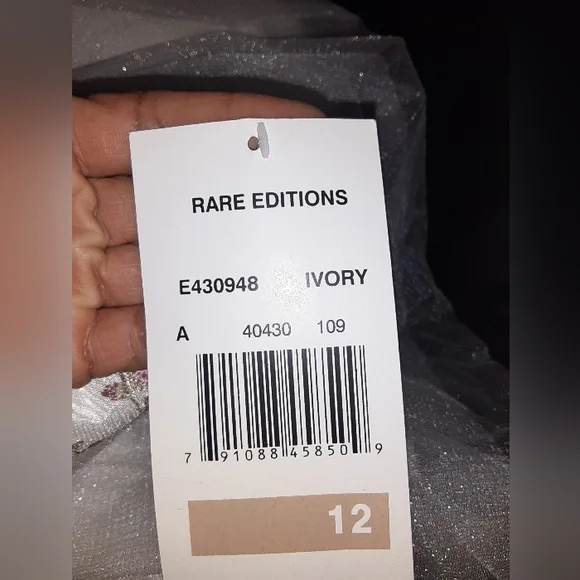 RARE EDITIONS
E430948 IVORY
A 40430 109
7 91088 45850 9
12